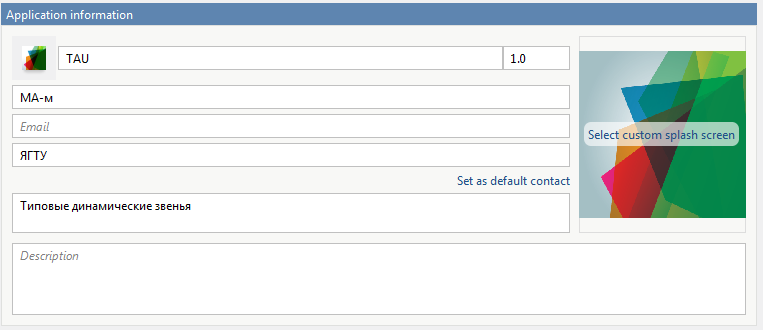 Application information
TAU 1.0
МА-м
Email
ЯГТУ
Set as default contact
Типовые динамические звенья
Select custom splash screen
Description